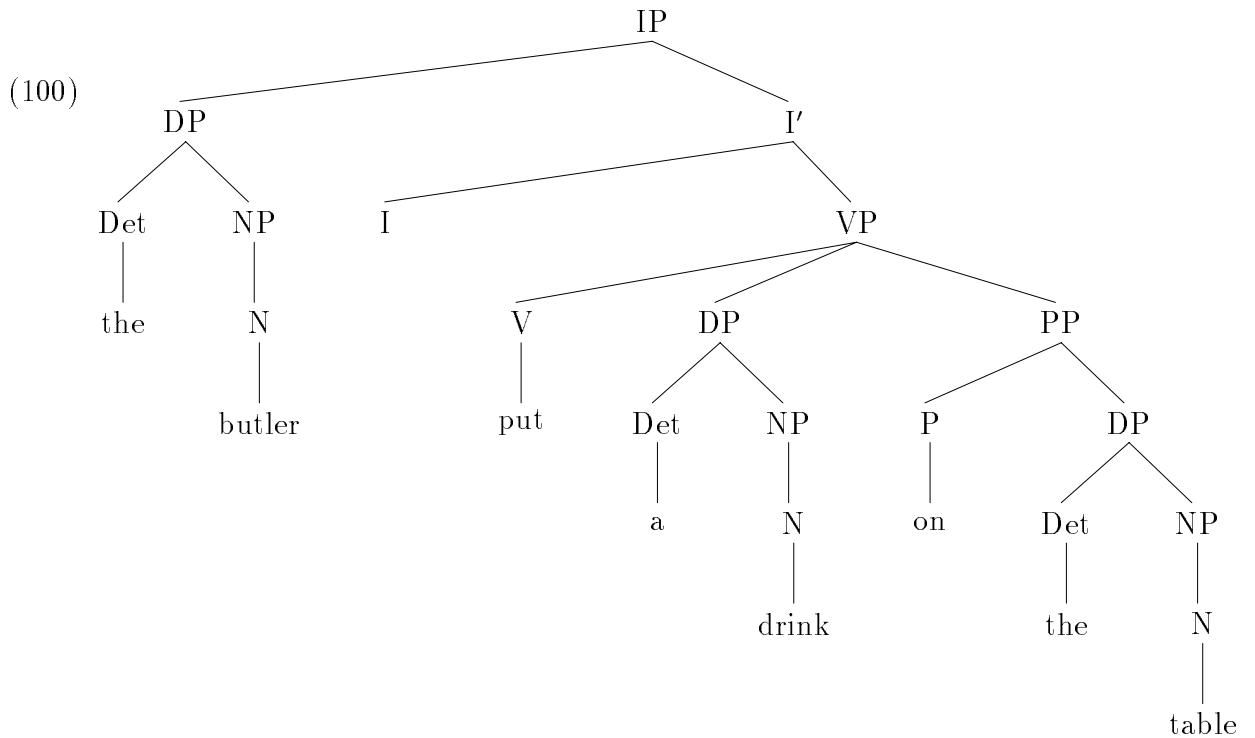 IP
(100)
DP I′
Det NP I VP
the N V DP PP
butler put Det NP P DP
a N on Det NP
drink the N
table